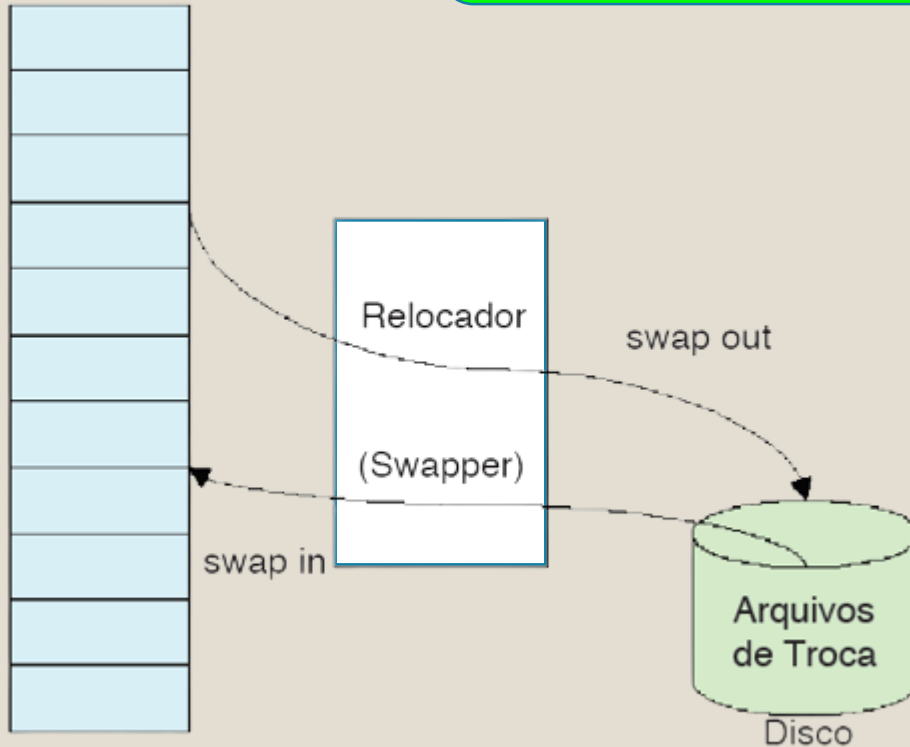 Relocador
swap out
(Swapper)
swap in
Arquivos
de Troca
Disco